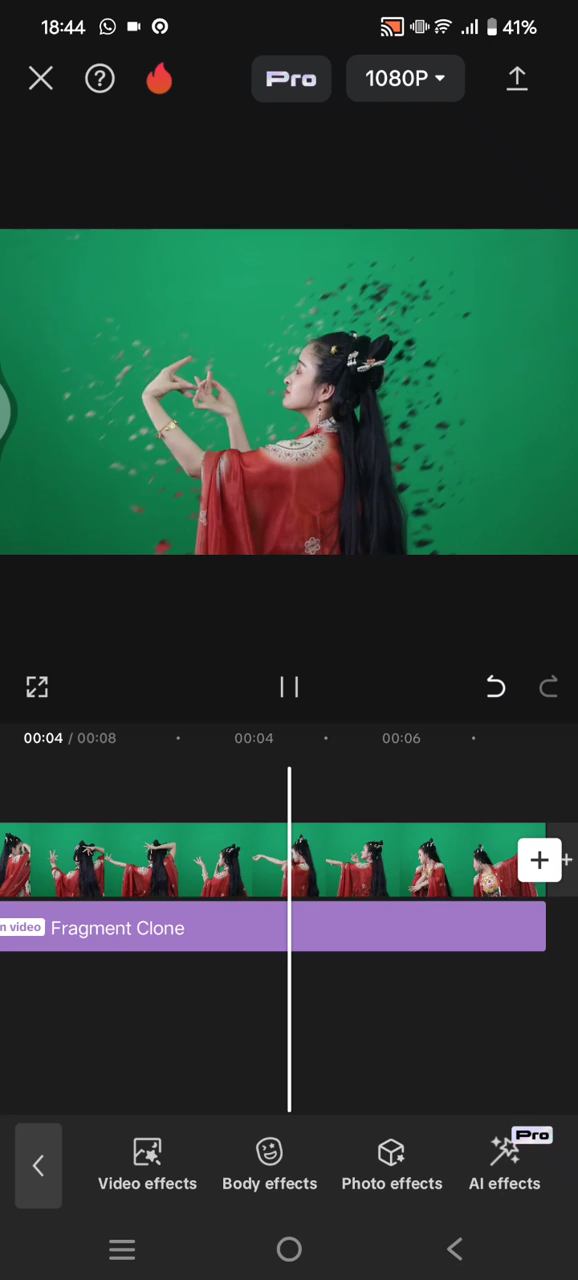 18:44 41%
Pro 1080P
00:04 / 00:08 00:04 00:06
n video Fragment Clone
Pro
Video effects Body effects Photo effects AI effects